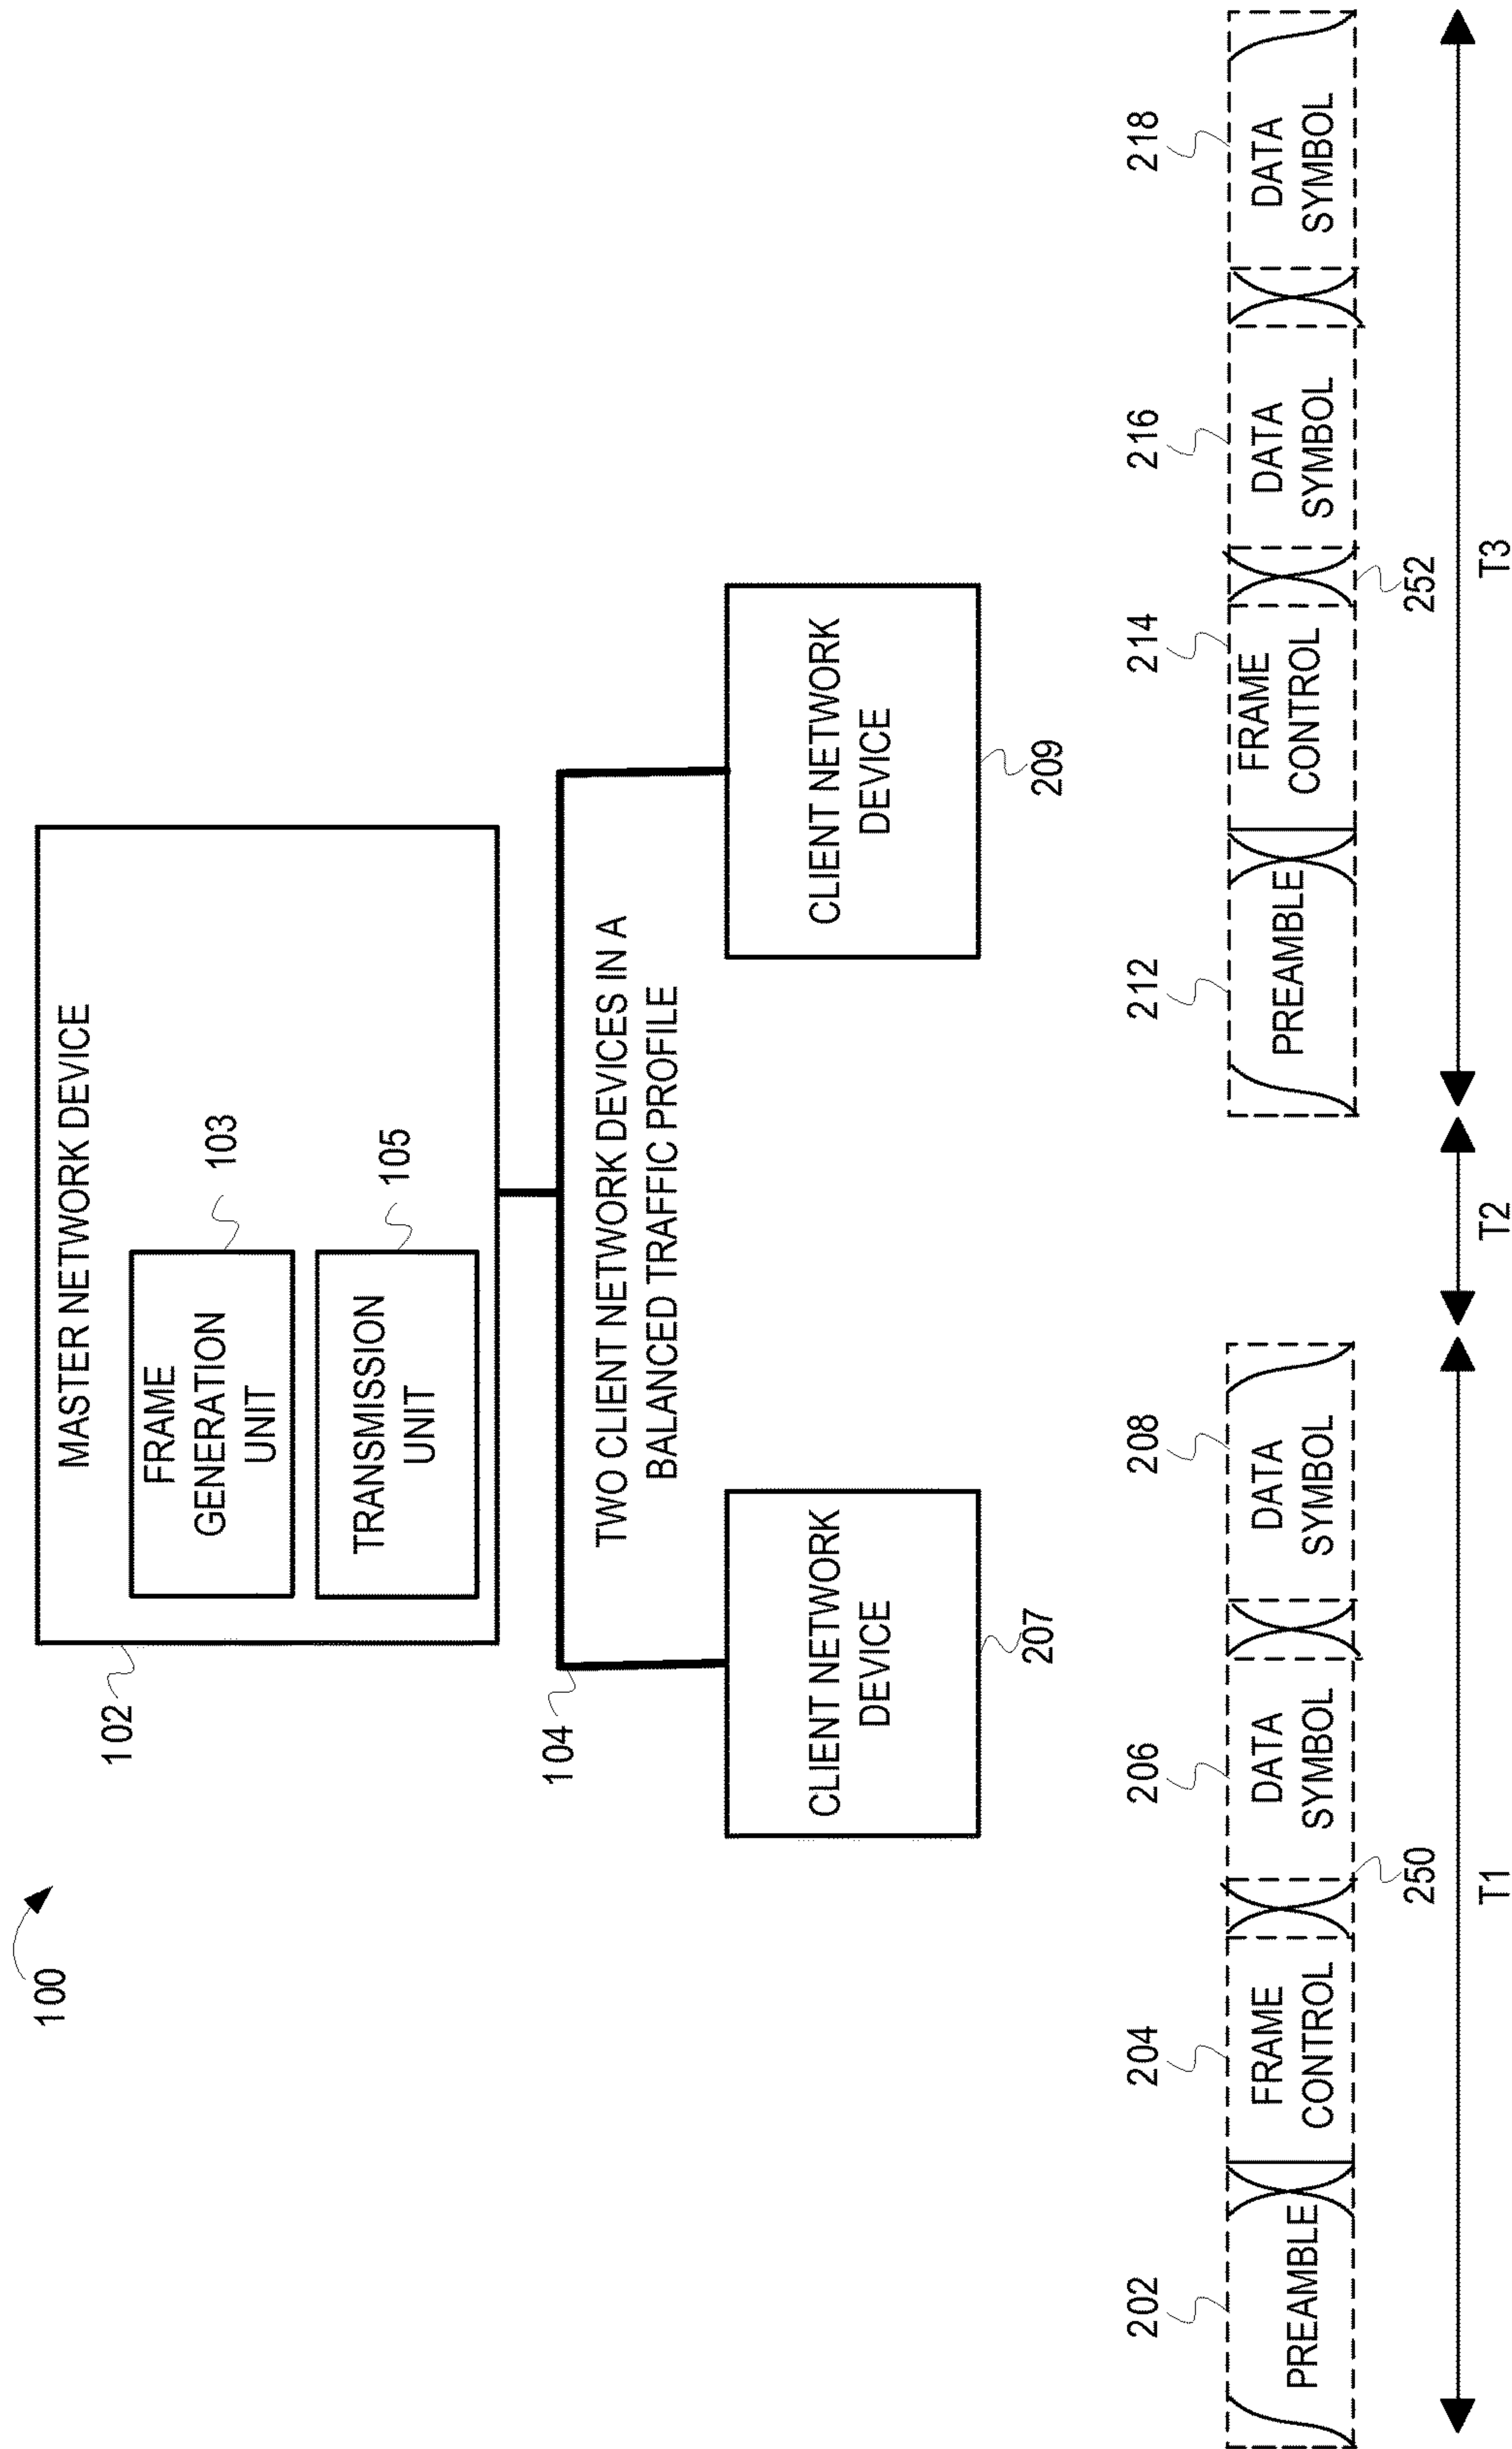 100
102
MASTER NETWORK DEVICE
FRAME
GENERATION
UNIT
103
TRANSMISSION
UNIT
105
104
TWO CLIENT NETWORK DEVICES IN A
BALANCED TRAFFIC PROFILE
CLIENT NETWORK
DEVICE
207
CLIENT NETWORK
DEVICE
209
202
204
206
208
212
214
216
218
PREAMBLE
FRAME
CONTROL
DATA
SYMBOL
DATA
SYMBOL
PREAMBLE
FRAME
CONTROL
DATA
SYMBOL
DATA
SYMBOL
250
252
T1
T2
T3